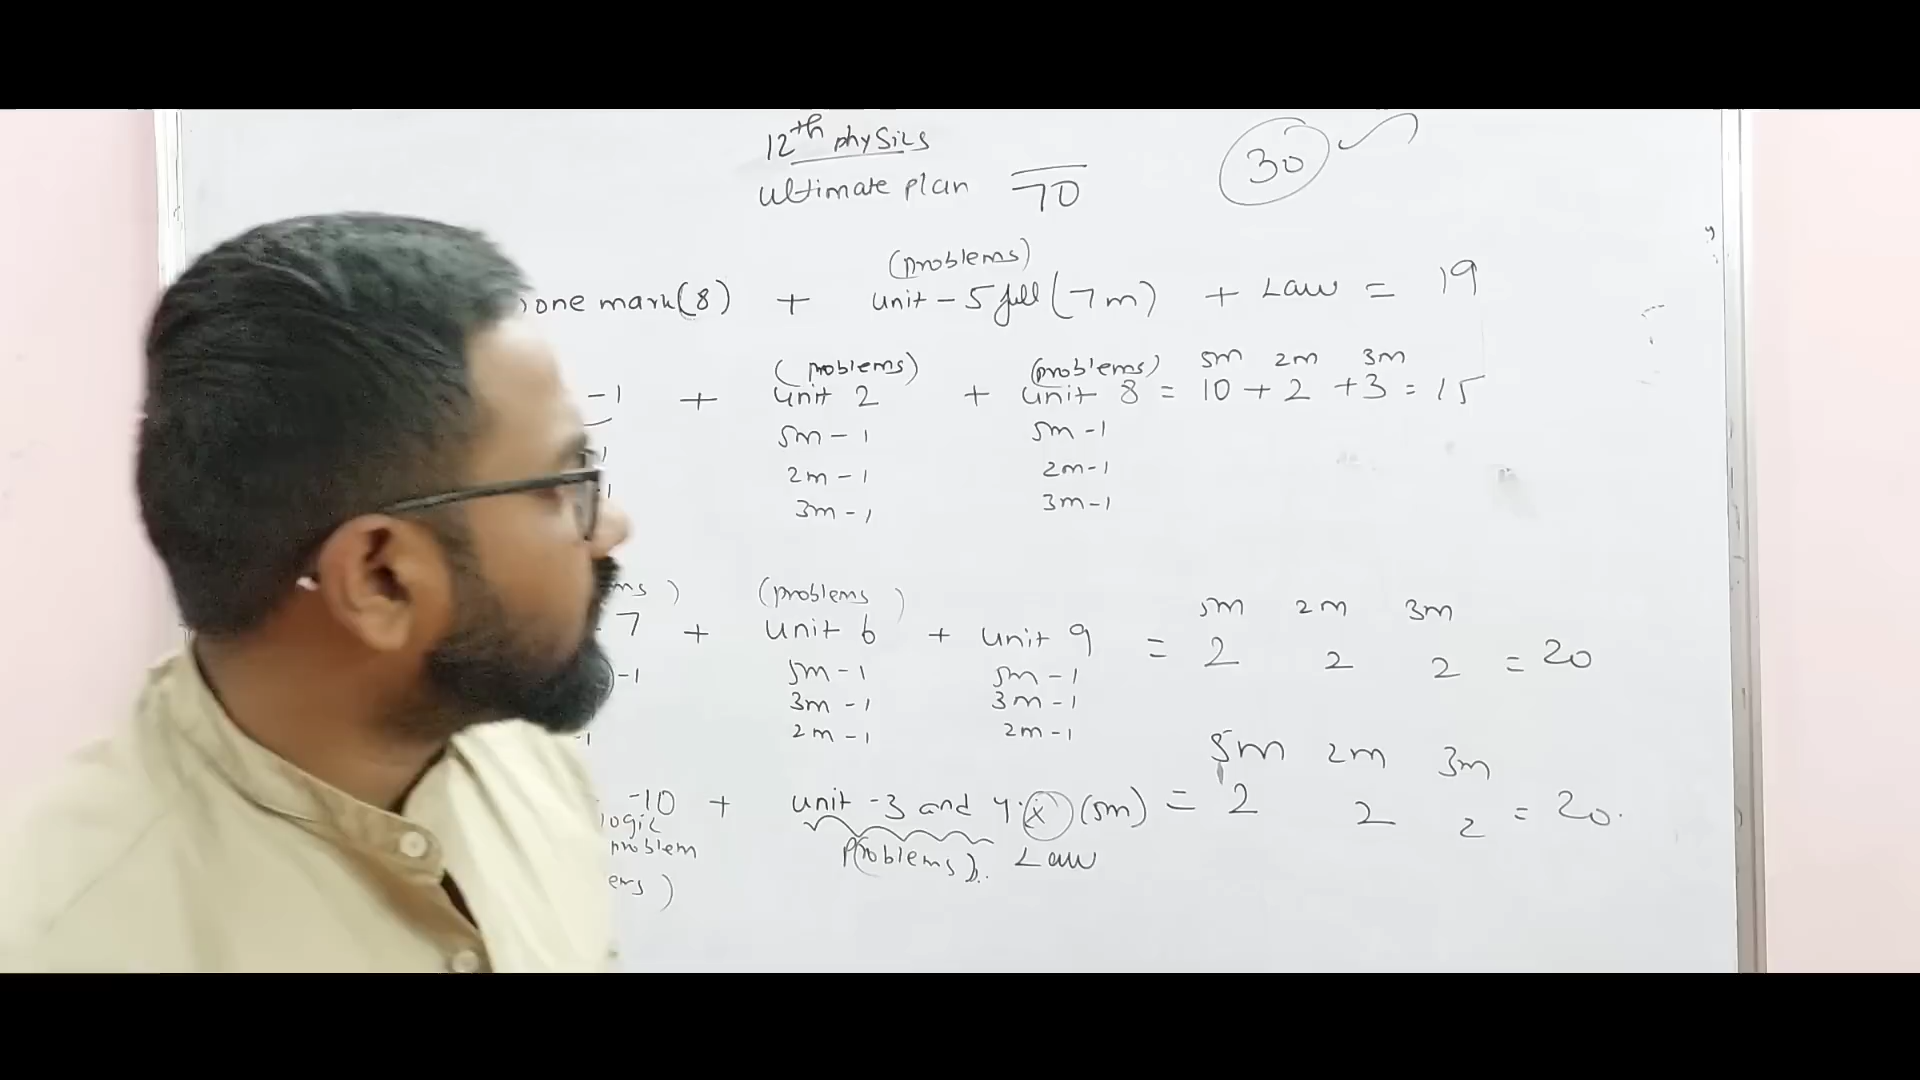 12th physics
ultimate plan 70 30
(problems)
one mark (8) + unit - 5 full (7m) + Law = 19
(problems) (problems) 5m 2m 3m
-1 + unit 2 + unit 8 = 10 + 2 + 3 = 15
5m - 1 5m - 1
2m - 1 2m - 1
3m - 1 3m - 1
ms) (problems)
5m 2m 3m
7 + unit 6 + unit 9 = 2 2 2 = 20
-1 5m - 1 5m - 1
3m - 1 3m - 1
-1 2m - 1 2m - 1
5m 2m 3m
-10 + unit -3 and 4. x (5m) = 2 2 2 = 20.
logic
problem (Problems). Law
ems)